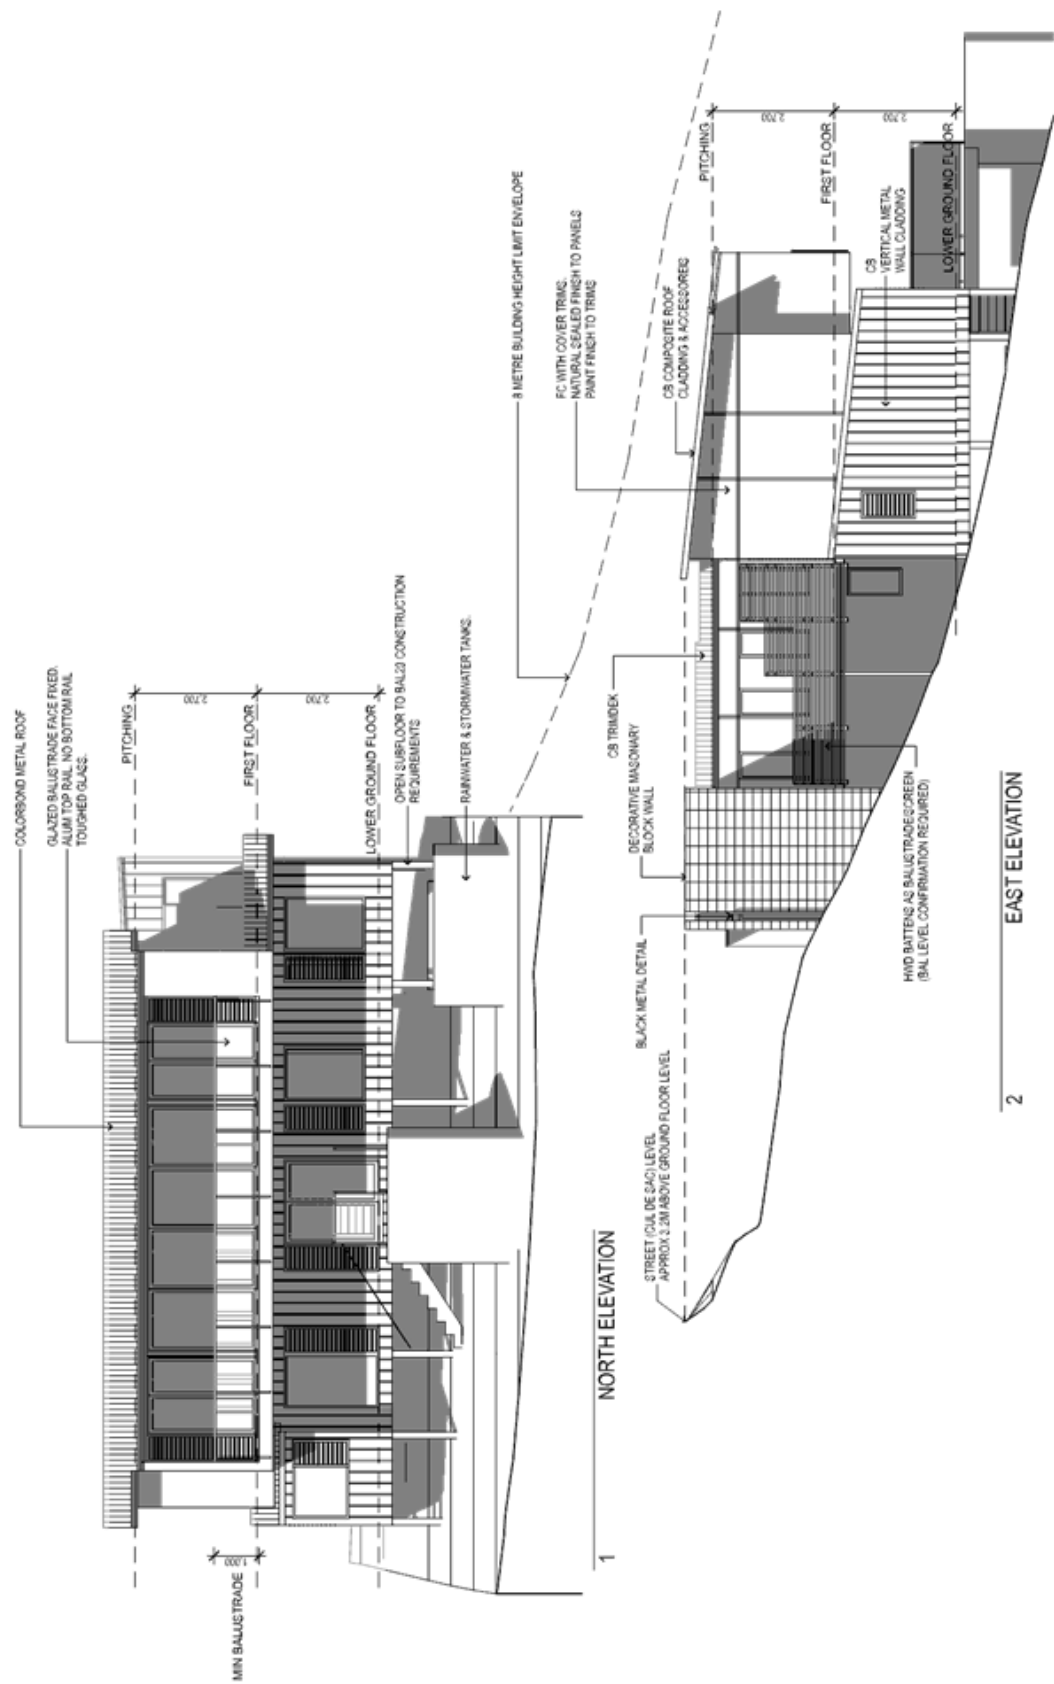 COLORBOND METAL ROOF
GLAZED BALUSTRADE FACE FIXED.
ALUM TOP RAIL. NO BOTTOM RAIL
TOUGHED GLASS.
PITCHING
2,700
FIRST FLOOR
2,700
LOWER GROUND FLOOR
OPEN SUBFLOOR TO BAL29 CONSTRUCTION
REQUIREMENTS
RAINWATER & STORMWATER TANKS.
MIN BALUSTRADE
1,000
1
NORTH ELEVATION
8 METRE BUILDING HEIGHT LIMIT ENVELOPE
FC WITH COVER TRIMS.
NATURAL SEALED FINISH TO PANELS
PAINT FINISH TO TRIMS
CB COMPOSITE ROOF
CLADDING & ACCESSOREIS
PITCHING
2,700
FIRST FLOOR
2,700
LOWER GROUND FLOOR
CB
VERTICAL METAL
WALL CLADDING
CB TRIMDEK
DECORATIVE MASONARY
BLOCK WALL
BLACK METAL DETAIL
STREET (CUL DE SAC) LEVEL
APPROX 3.2M ABOVE GROUND FLOOR LEVEL
HWD BATTENS AS BALUSTRADE/SCREEN
(BAL LEVEL CONFIRMATION REQUIRED)
2
EAST ELEVATION